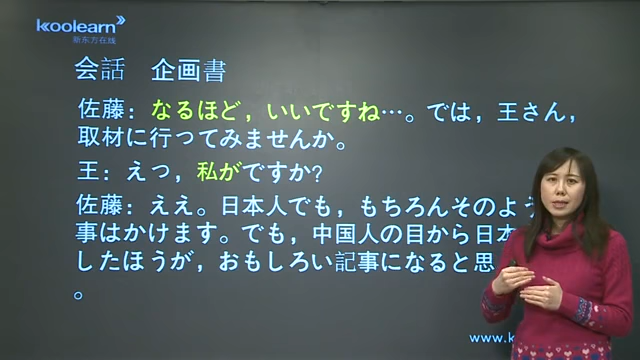 koolearn
新东方在线
会話 企画書
佐藤：なるほど，いいですね…。では，王さん，
取材に行ってみませんか。
王：えっ，私がですか？
佐藤：ええ。日本人でも，もちろんそのよう
事はかけます。でも，中国人の目から日本
したほうが，おもしろい記事になると思
。
www.k